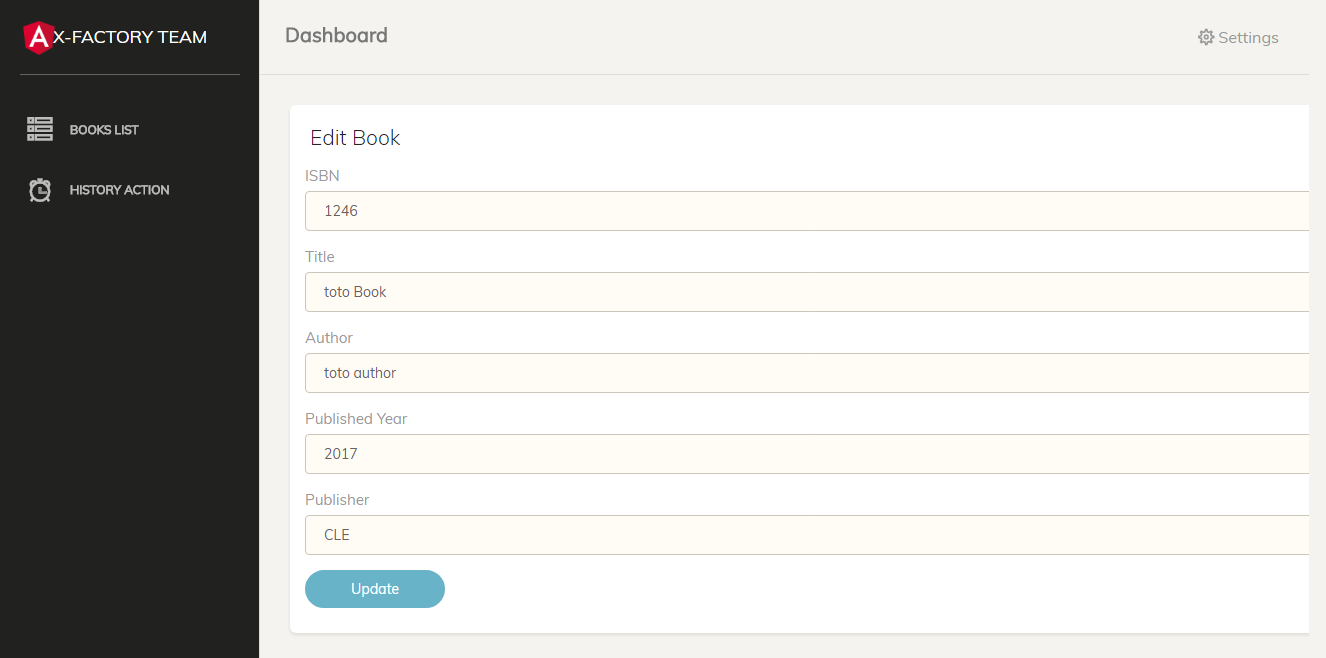 AX-FACTORY TEAM
BOOKS LIST
HISTORY ACTION
Dashboard
Settings
Edit Book
ISBN
1246
Title
toto Book
Author
toto author
Published Year
2017
Publisher
CLE
Update